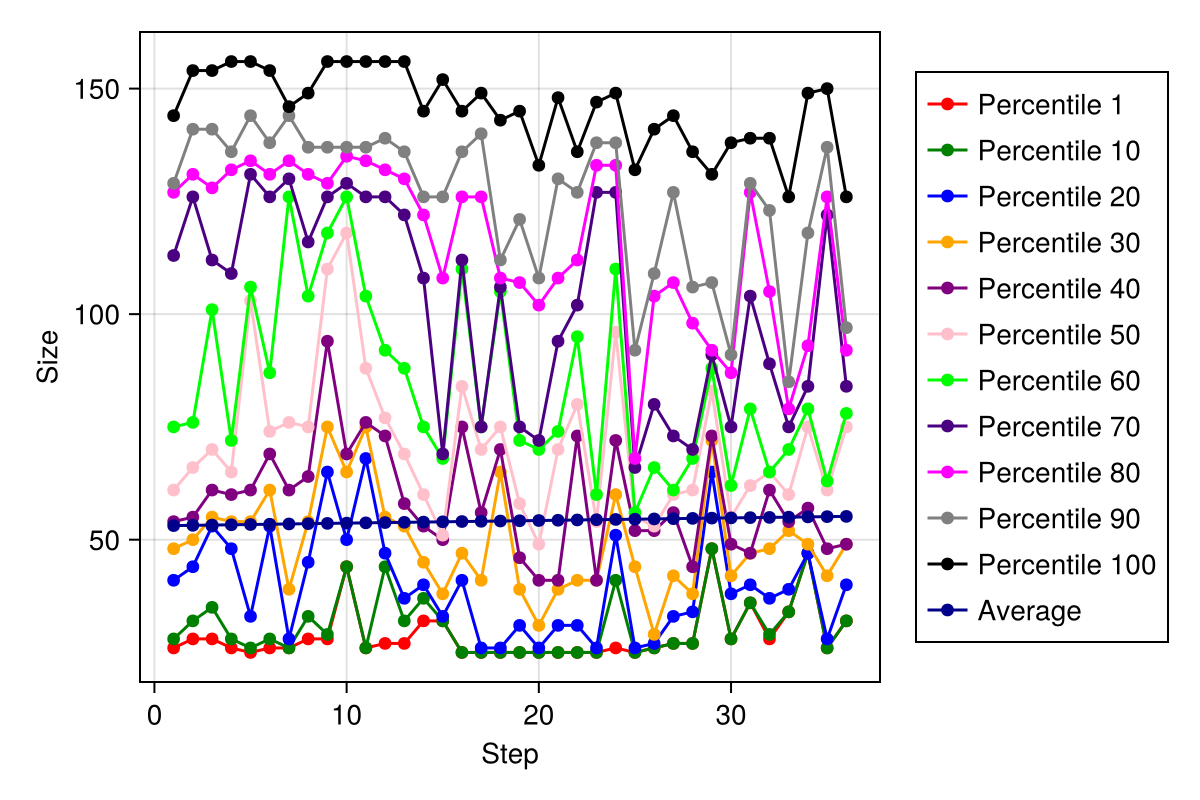 150
100
50
Size
0
10
20
30
Step
Percentile 1
Percentile 10
Percentile 20
Percentile 30
Percentile 40
Percentile 50
Percentile 60
Percentile 70
Percentile 80
Percentile 90
Percentile 100
Average